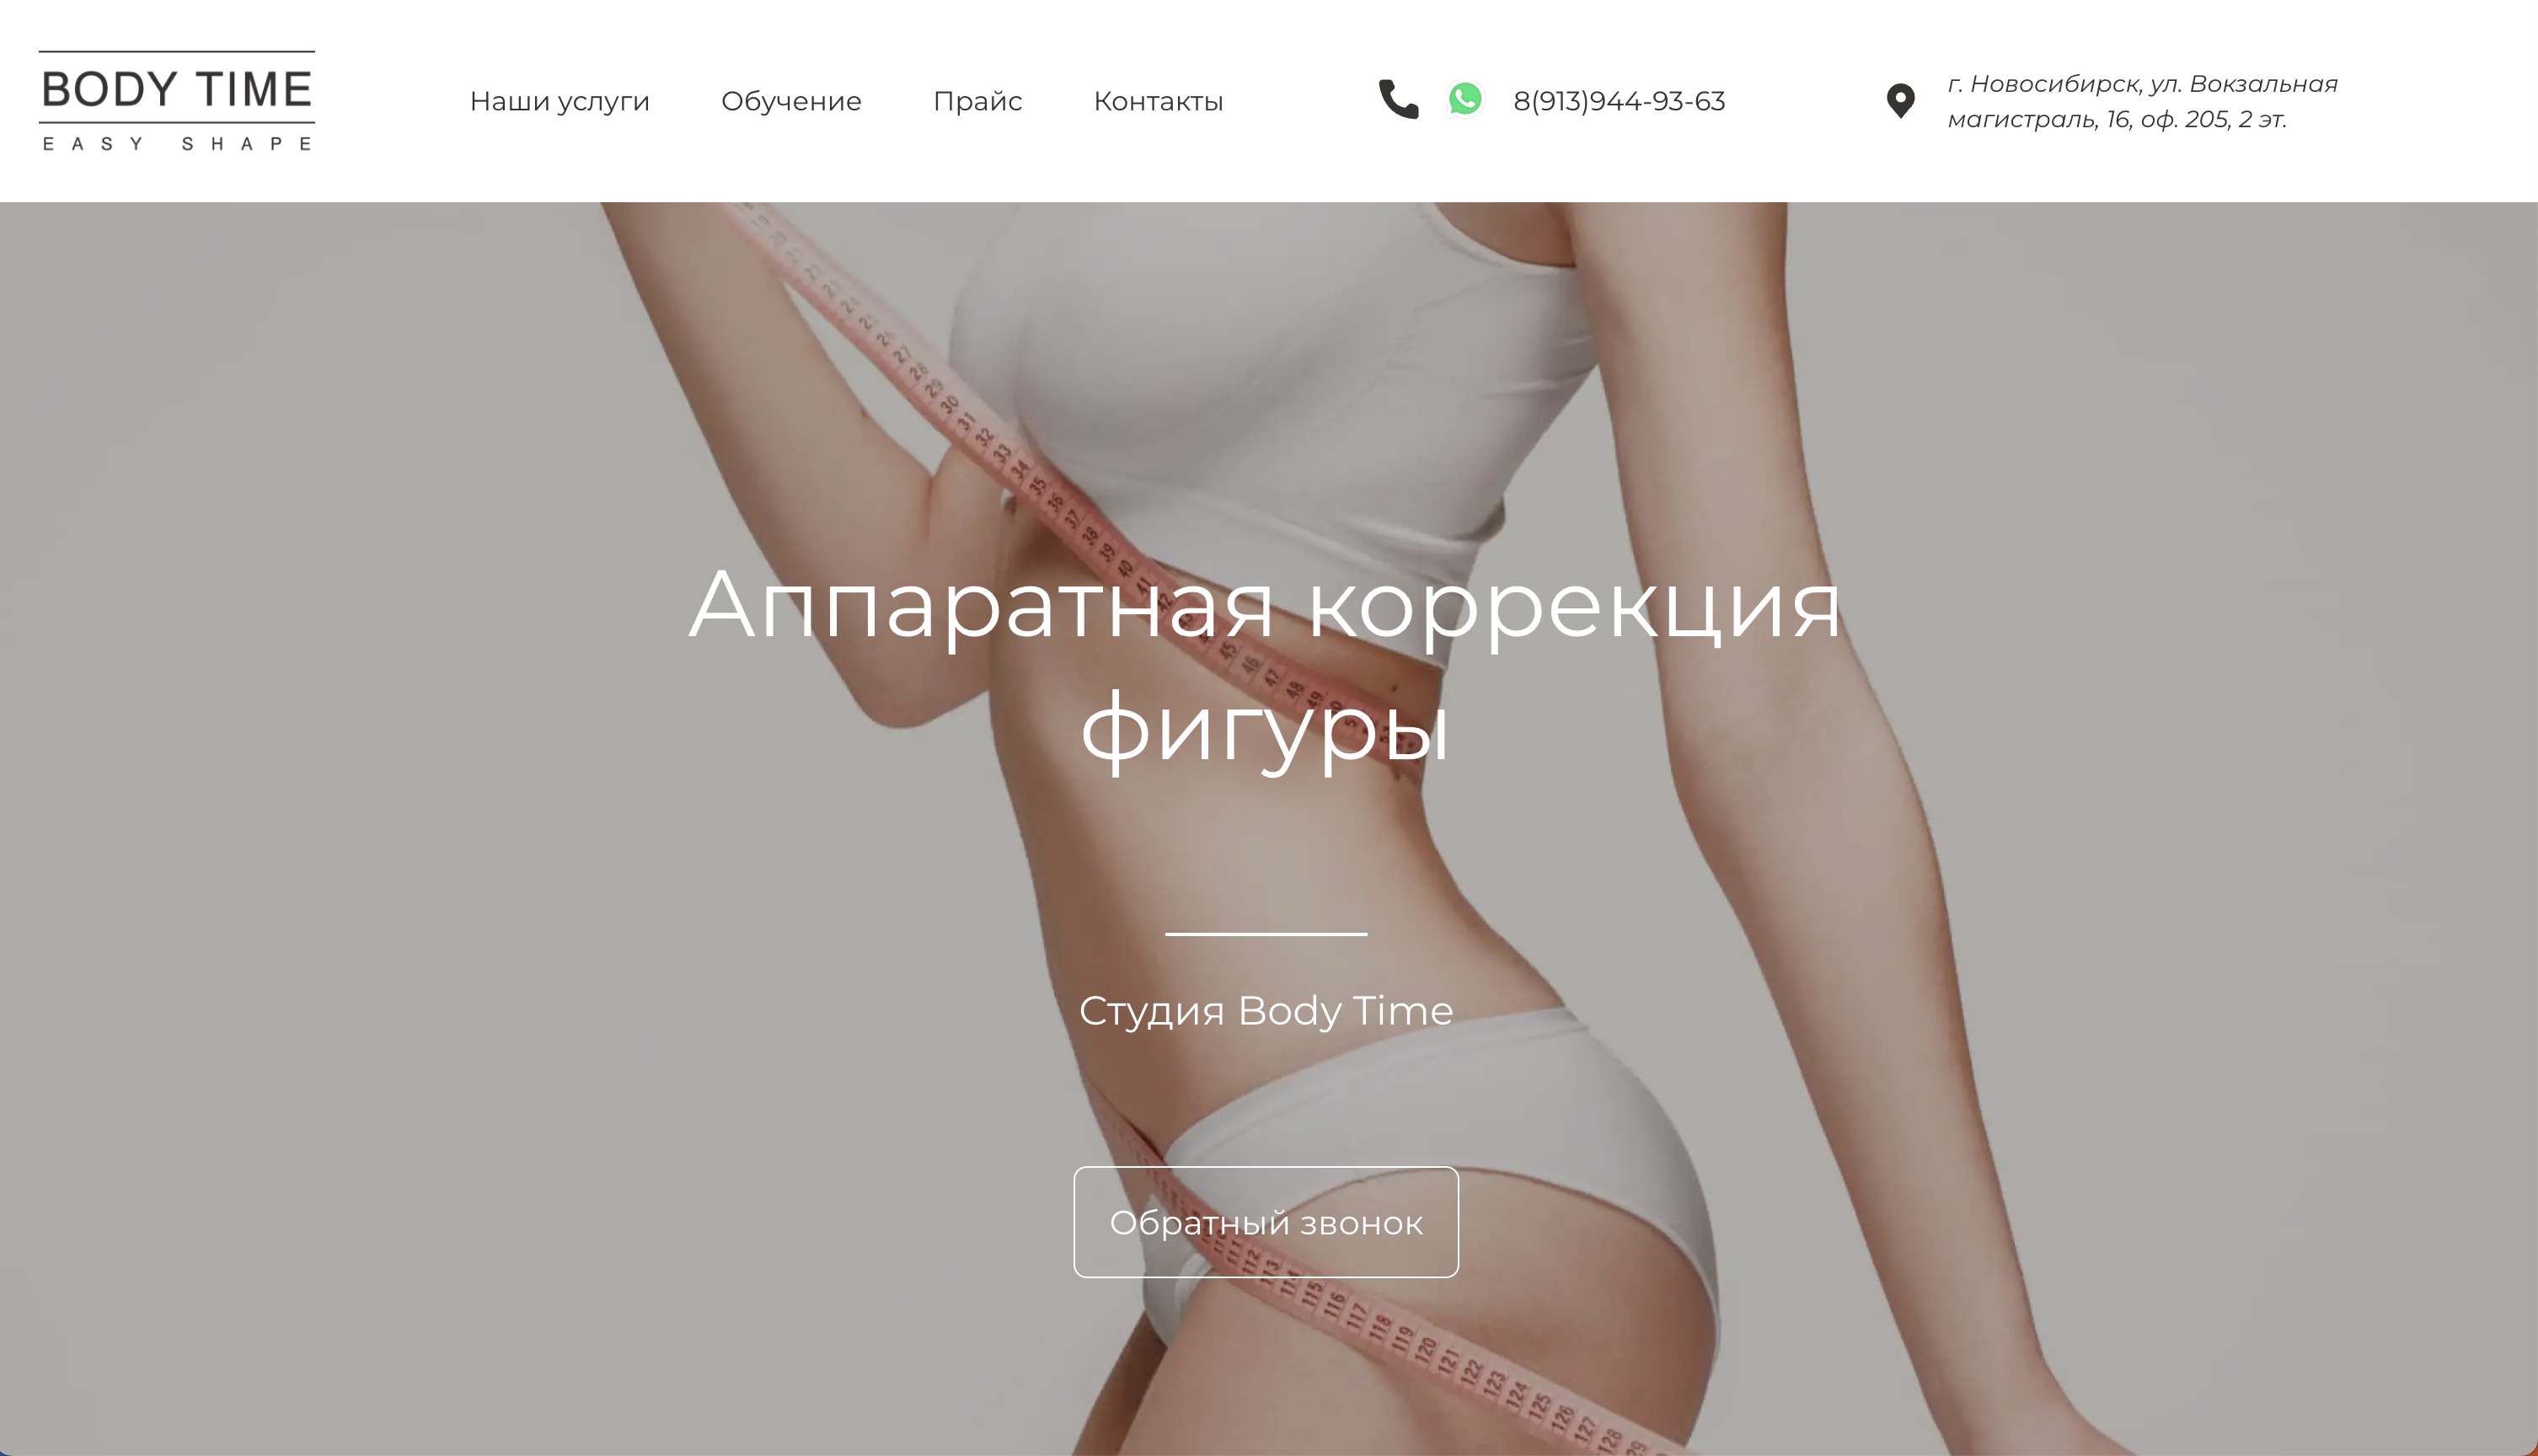 BODY TIME
EASY SHAPE
Наши услуги
Обучение
Прайс
Контакты
8(913)944-93-63
г. Новосибирск, ул. Вокзальная
магистраль, 16, оф. 205, 2 эт.
Аппаратная коррекция
фигуры
Студия Body Time
Обратный звонок